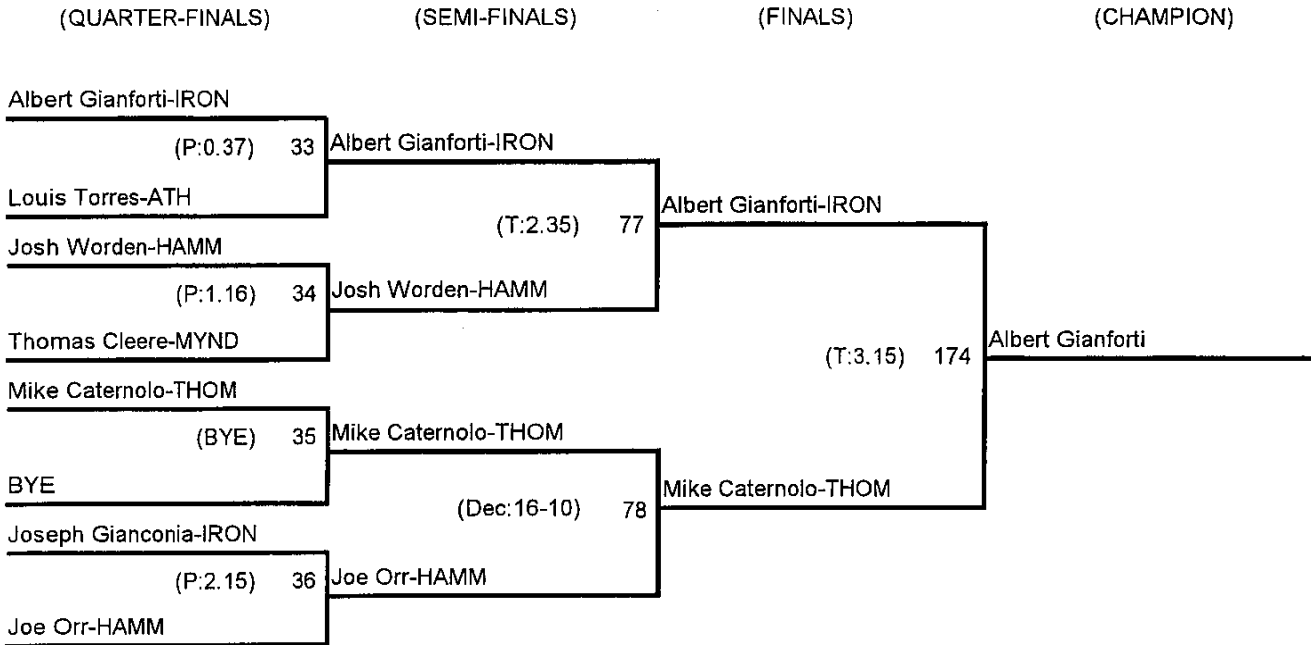 (QUARTER-FINALS) (SEMI-FINALS) (FINALS) (CHAMPION)
Albert Gianforti-IRON
(P:0.37) 33 Albert Gianforti-IRON
Louis Torres-ATH
(T:2.35) 77 Albert Gianforti-IRON
Josh Worden-HAMM
(P:1.16) 34 Josh Worden-HAMM
Thomas Cleere-MYND
(T:3.15) 174 Albert Gianforti
Mike Caternolo-THOM
(BYE) 35 Mike Caternolo-THOM
BYE
(Dec:16-10) 78 Mike Caternolo-THOM
Joseph Gianconia-IRON
(P:2.15) 36 Joe Orr-HAMM
Joe Orr-HAMM